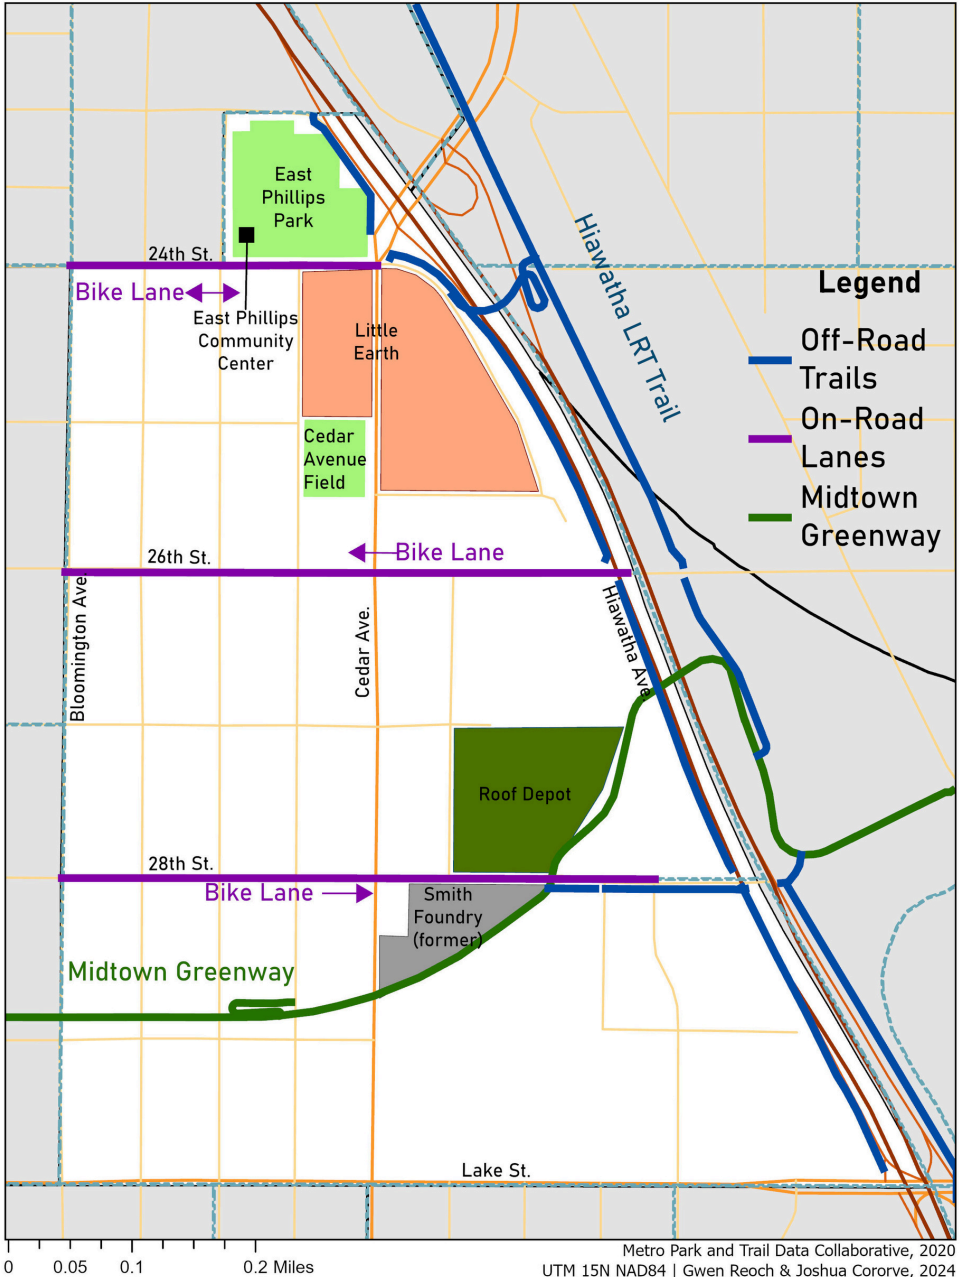 East
Phillips
Park
24th St.
Bike Lane
East Phillips
Community
Center
Little
Earth
Cedar
Avenue
Field
Hiawatha LRT Trail
Legend
Off-Road
Trails
On-Road
Lanes
Midtown
Greenway
26th St.
Bike Lane
Bloomington Ave.
Cedar Ave.
Hiawatha Ave.
Roof Depot
28th St.
Bike Lane
Smith
Foundry
(former)
Midtown Greenway
Lake St.
0 0.05 0.1 0.2 Miles
Metro Park and Trail Data Collaborative, 2020
UTM 15N NAD84 | Gwen Reoch & Joshua Cororve, 2024